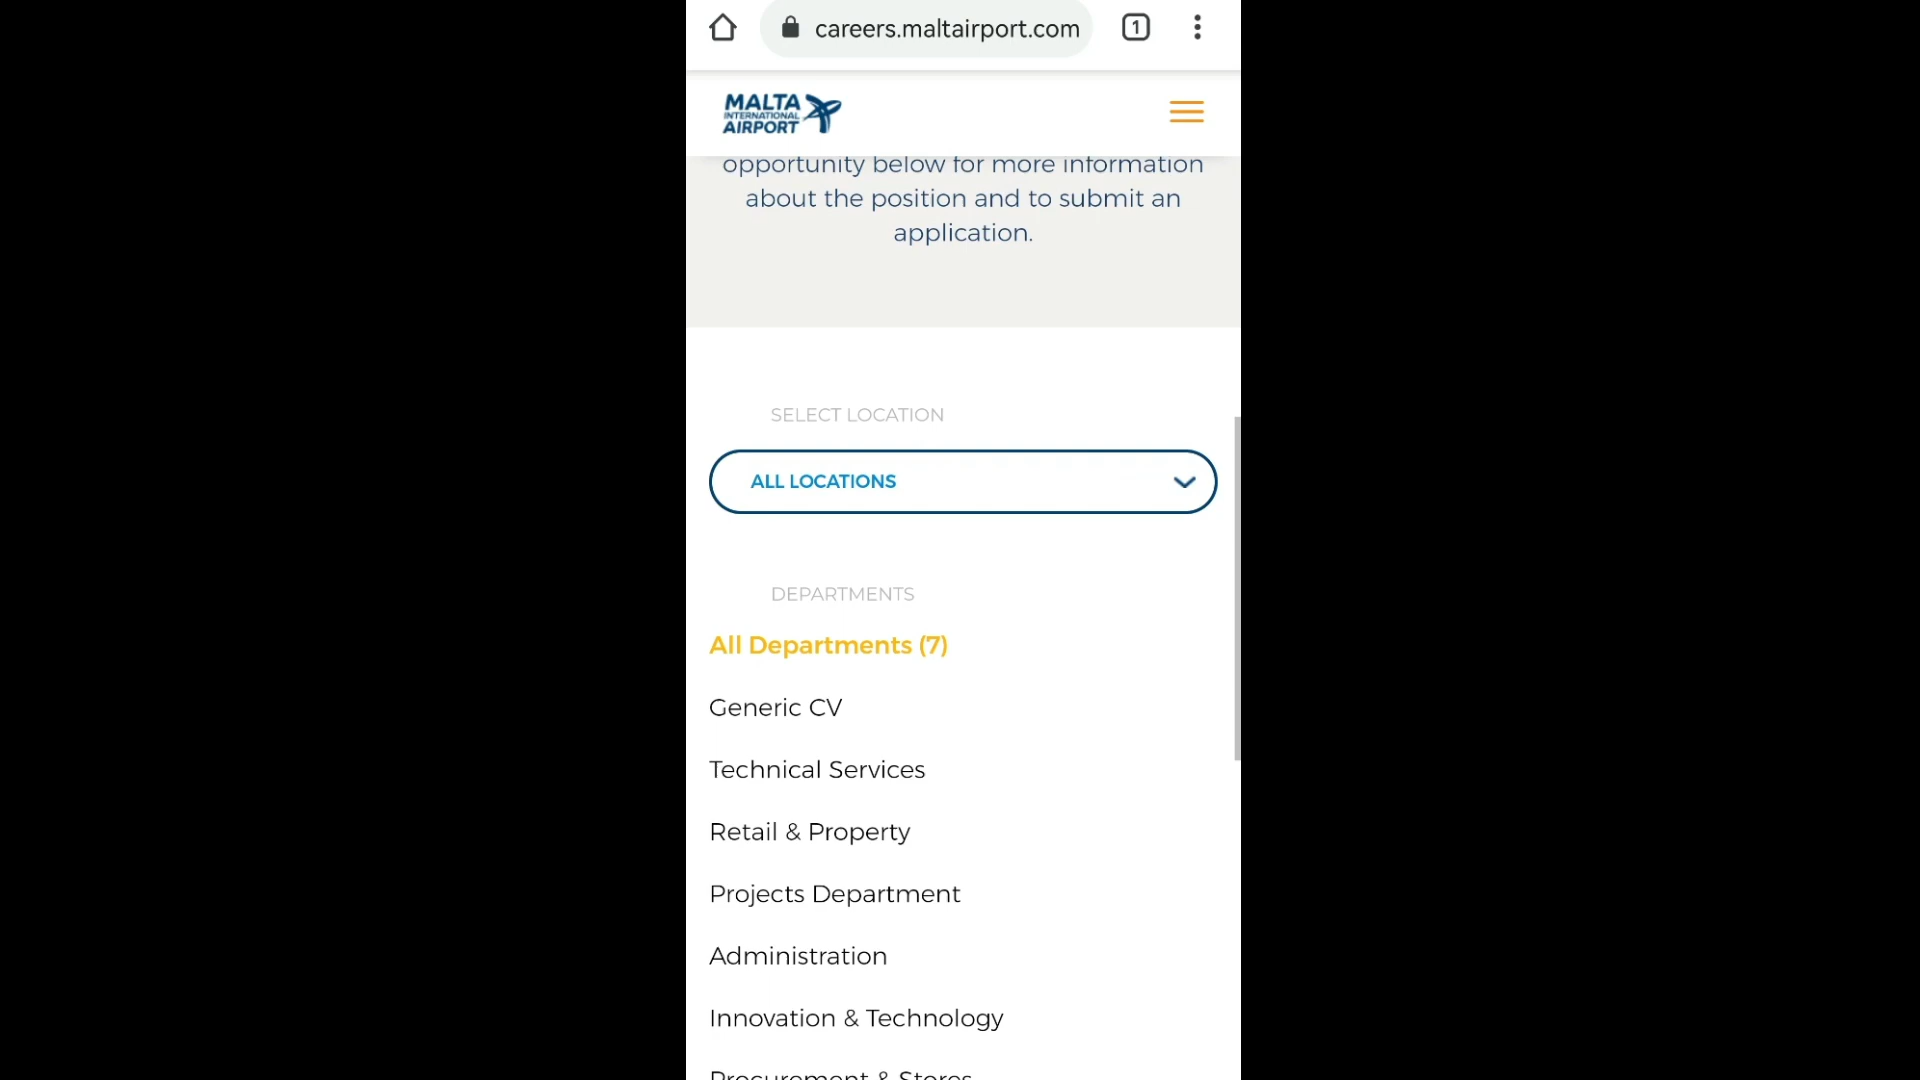 careers.maltairport.com
1
MALTA
INTERNATIONAL
AIRPORT
opportunity below for more information
about the position and to submit an
application.
SELECT LOCATION
ALL LOCATIONS
DEPARTMENTS
All Departments (7)
Generic CV
Technical Services
Retail & Property
Projects Department
Administration
Innovation & Technology
Procurement & Stores